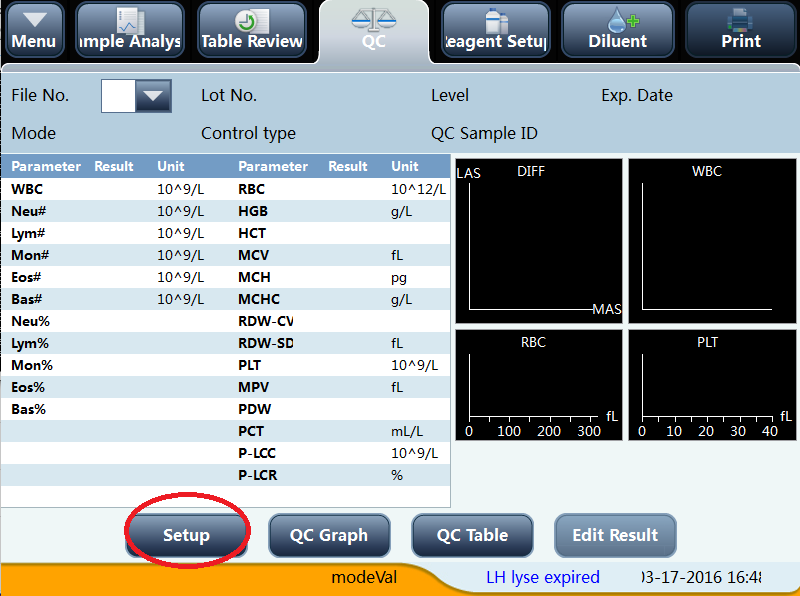 Menu
mple Analys
Table Review
QC
eagent Setup
Diluent
Print
File No. Lot No. Level Exp. Date
Mode Control type QC Sample ID
Parameter Result Unit Parameter Result Unit
WBC 10^9/L RBC 10^12/L
Neu# 10^9/L HGB g/L
Lym# 10^9/L HCT
Mon# 10^9/L MCV fL
Eos# 10^9/L MCH pg
Bas# 10^9/L MCHC g/L
Neu% RDW-CV
Lym% RDW-SD fL
Mon% PLT 10^9/L
Eos% MPV fL
Bas% PDW
PCT mL/L
P-LCC 10^9/L
P-LCR %
LAS DIFF
MAS
WBC
RBC
fL
0 100 200 300
PLT
fL
0 10 20 30 40
Setup QC Graph QC Table Edit Result
modeVal LH lyse expired 03-17-2016 16:48